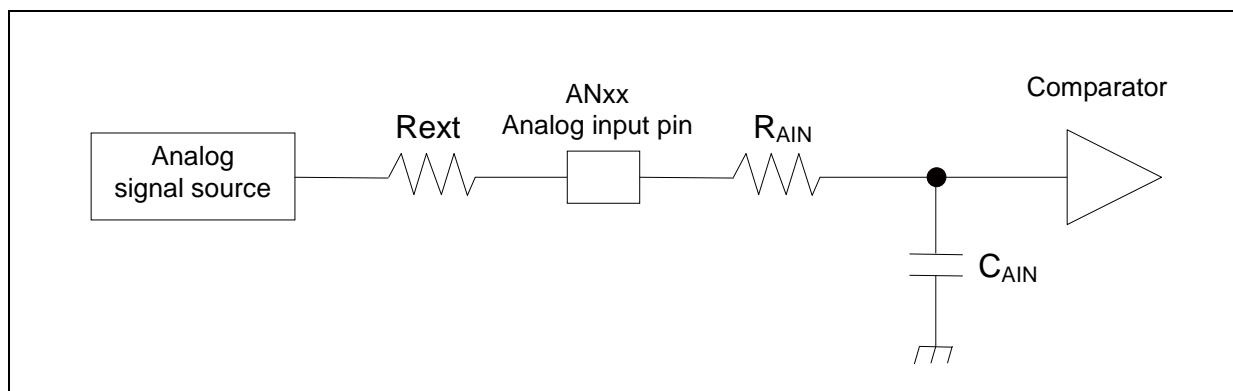 Analog
signal source
Rext
ANxx
Analog input pin
RAIN
Comparator
CAIN